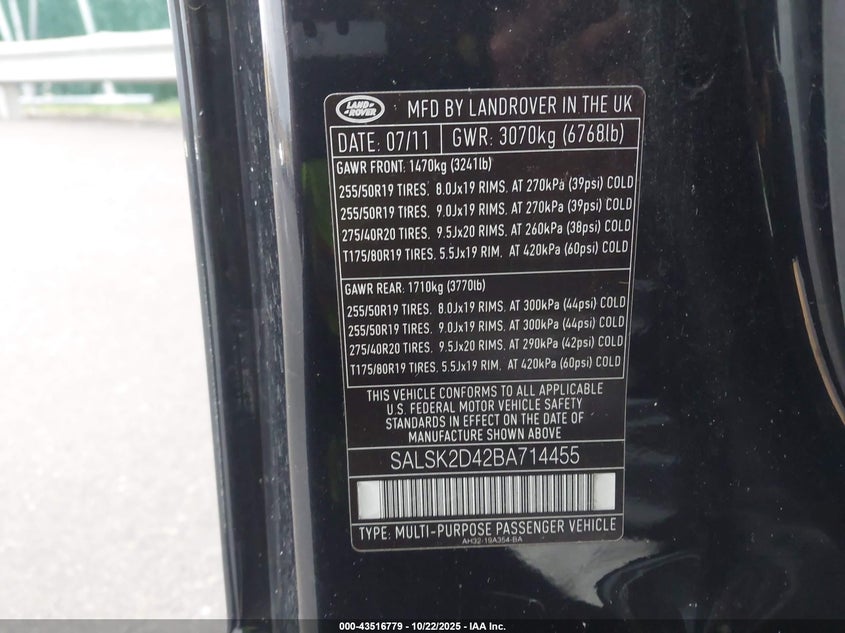 LAND ROVER
MFD BY LANDROVER IN THE UK
DATE: 07/11 GWR: 3070kg (6768lb)
GAWR FRONT: 1470kg (3241lb)
255/50R19 TIRES, 8.0Jx19 RIMS, AT 270kPa (39psi) COLD
255/50R19 TIRES, 9.0Jx19 RIMS, AT 270kPa (39psi) COLD
275/40R20 TIRES, 9.5Jx20 RIMS, AT 260kPa (38psi) COLD
T175/80R19 TIRES, 5.5Jx19 RIM, AT 420kPa (60psi) COLD
GAWR REAR: 1710kg (3770lb)
255/50R19 TIRES, 8.0Jx19 RIMS, AT 300kPa (44psi) COLD
255/50R19 TIRES, 9.0Jx19 RIMS, AT 300kPa (44psi) COLD
275/40R20 TIRES, 9.5Jx20 RIMS, AT 290kPa (42psi) COLD
T175/80R19 TIRES, 5.5Jx19 RIM, AT 420kPa (60psi) COLD
THIS VEHICLE CONFORMS TO ALL APPLICABLE
U.S. FEDERAL MOTOR VEHICLE SAFETY
STANDARDS IN EFFECT ON THE DATE OF
MANUFACTURE SHOWN ABOVE
SALSK2D42BA714455
TYPE: MULTI-PURPOSE PASSENGER VEHICLE
AH32-19A354-BA
000-43516779 - 10/22/2025 - IAA Inc.